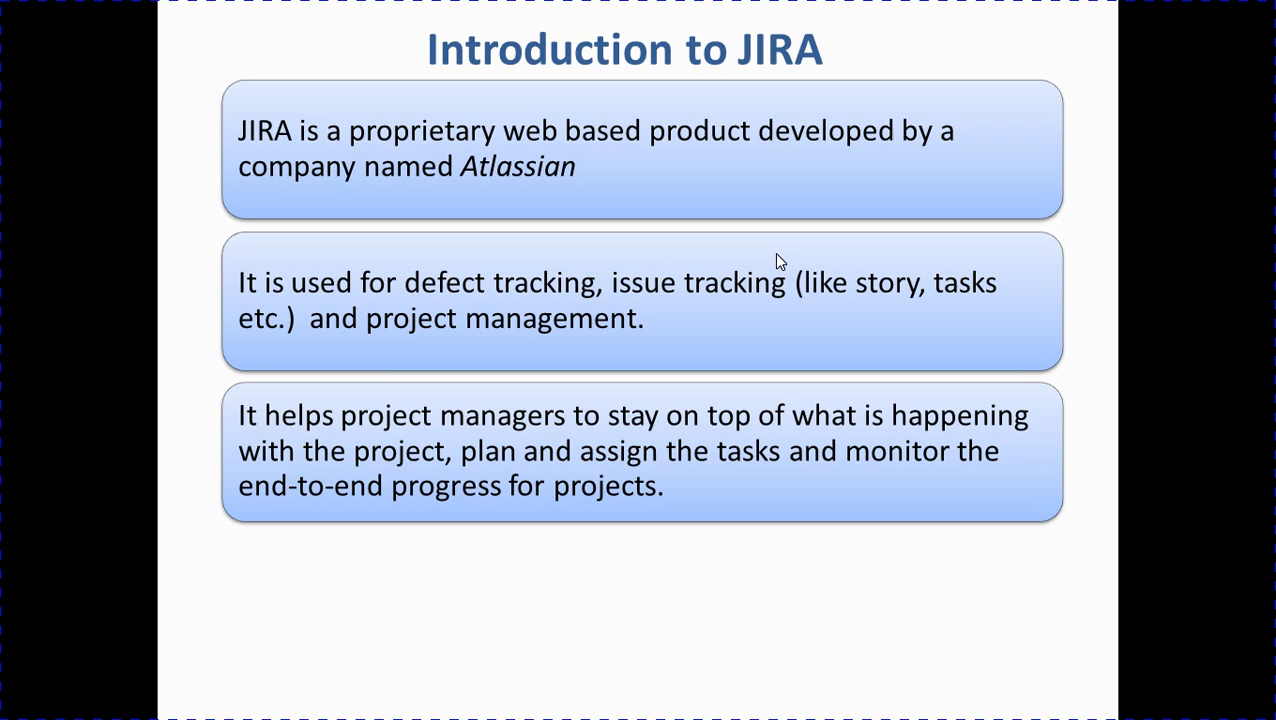 Introduction to JIRA
JIRA is a proprietary web based product developed by a
company named Atlassian
It is used for defect tracking, issue tracking (like story, tasks
etc.)  and project management.
It helps project managers to stay on top of what is happening
with the project, plan and assign the tasks and monitor the
end-to-end progress for projects.